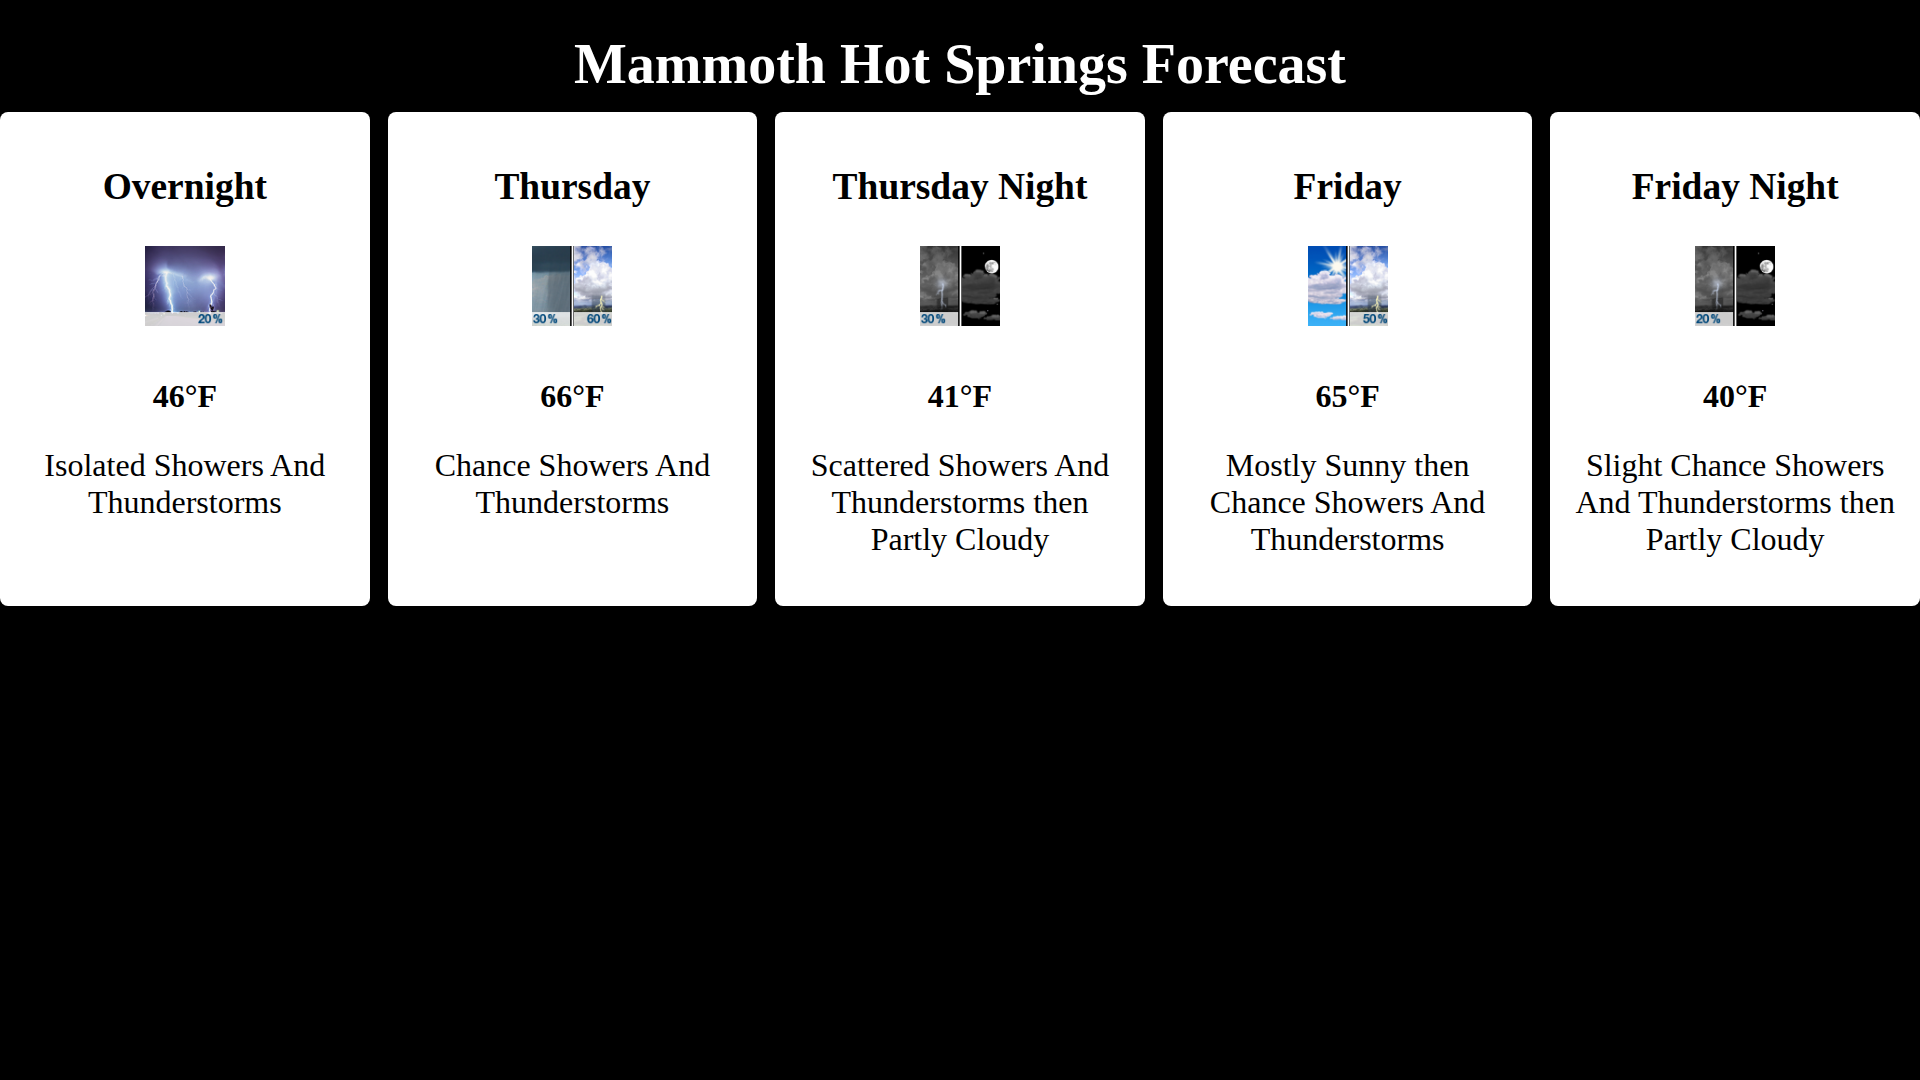 Mammoth Hot Springs Forecast
Overnight
20%
46°F
Isolated Showers And
Thunderstorms
Thursday
30% 60%
66°F
Chance Showers And
Thunderstorms
Thursday Night
30%
41°F
Scattered Showers And
Thunderstorms then
Partly Cloudy
Friday
50%
65°F
Mostly Sunny then
Chance Showers And
Thunderstorms
Friday Night
20%
40°F
Slight Chance Showers
And Thunderstorms then
Partly Cloudy